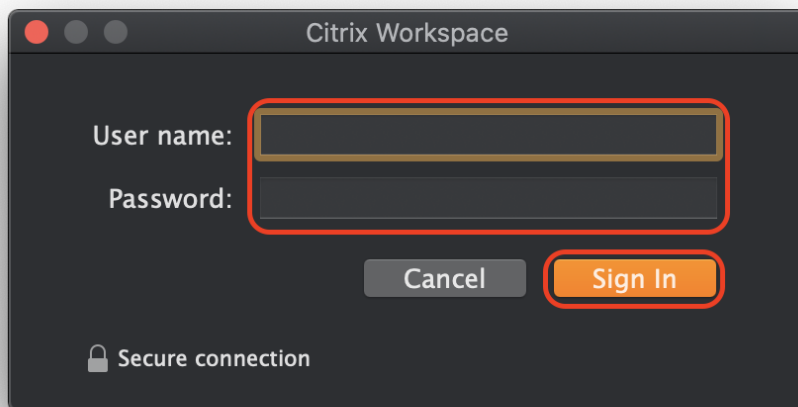 Citrix Workspace
User name:
Password:
Cancel Sign In
Secure connection